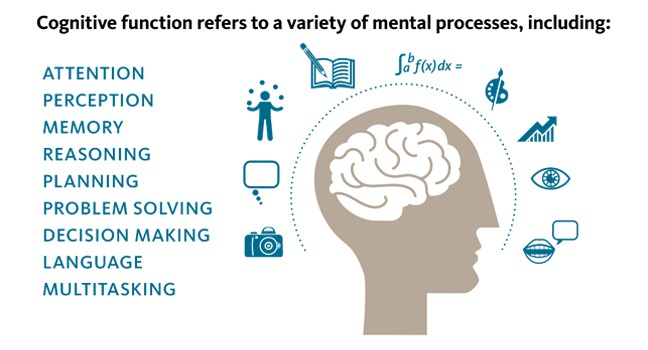 Cognitive function refers to a variety of mental processes, including:
ATTENTION
PERCEPTION
MEMORY
REASONING
PLANNING
PROBLEM SOLVING
DECISION MAKING
LANGUAGE
MULTITASKING
∫ₐᵇ f(x)dx =